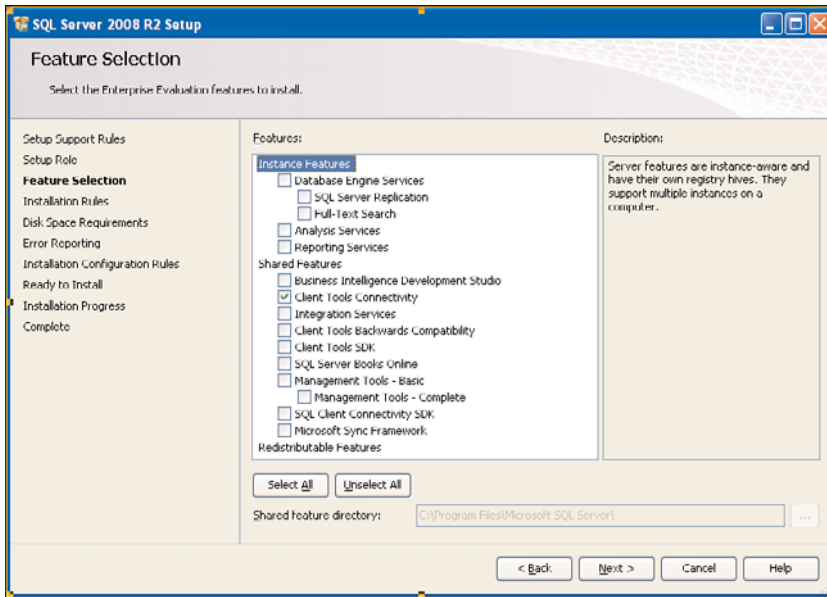 SQL Server 2008 R2 Setup
Feature Selection
Select the Enterprise Evaluation features to install.
Setup Support Rules
Setup Role
Feature Selection
Installation Rules
Disk Space Requirements
Error Reporting
Installation Configuration Rules
Ready to Install
Installation Progress
Complete
Features:
Instance Features
Database Engine Services
SQL Server Replication
Full-Text Search
Analysis Services
Reporting Services
Shared Features
Business Intelligence Development Studio
Client Tools Connectivity
Integration Services
Client Tools Backwards Compatibility
Client Tools SDK
SQL Server Books Online
Management Tools - Basic
Management Tools - Complete
SQL Client Connectivity SDK
Microsoft Sync Framework
Redistributable Features
Description:
Server features are instance-aware and
have their own registry hives. They
support multiple instances on a
computer.
Select All
Unselect All
Shared feature directory:
C:\Program Files\Microsoft SQL Server\
...
< Back
Next >
Cancel
Help